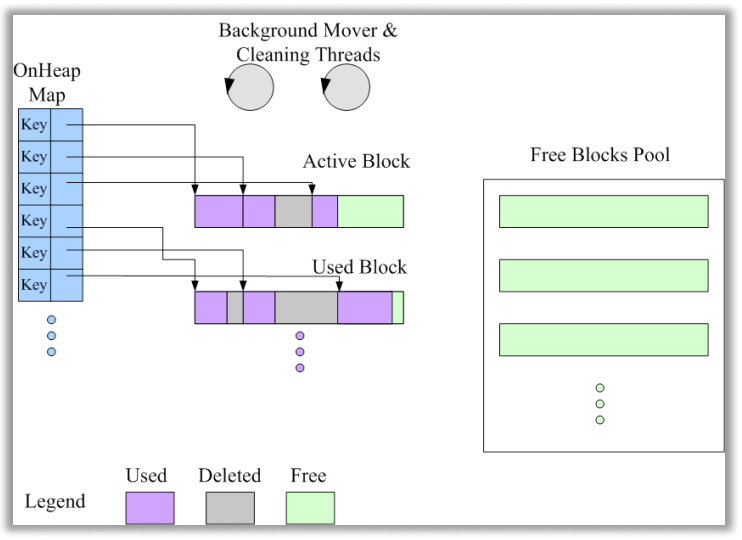 Background Mover &
Cleaning Threads
OnHeap
Map
Key
Key
Key
Key
Key
Key
Active Block
Used Block
Free Blocks Pool
Legend
Used
Deleted
Free